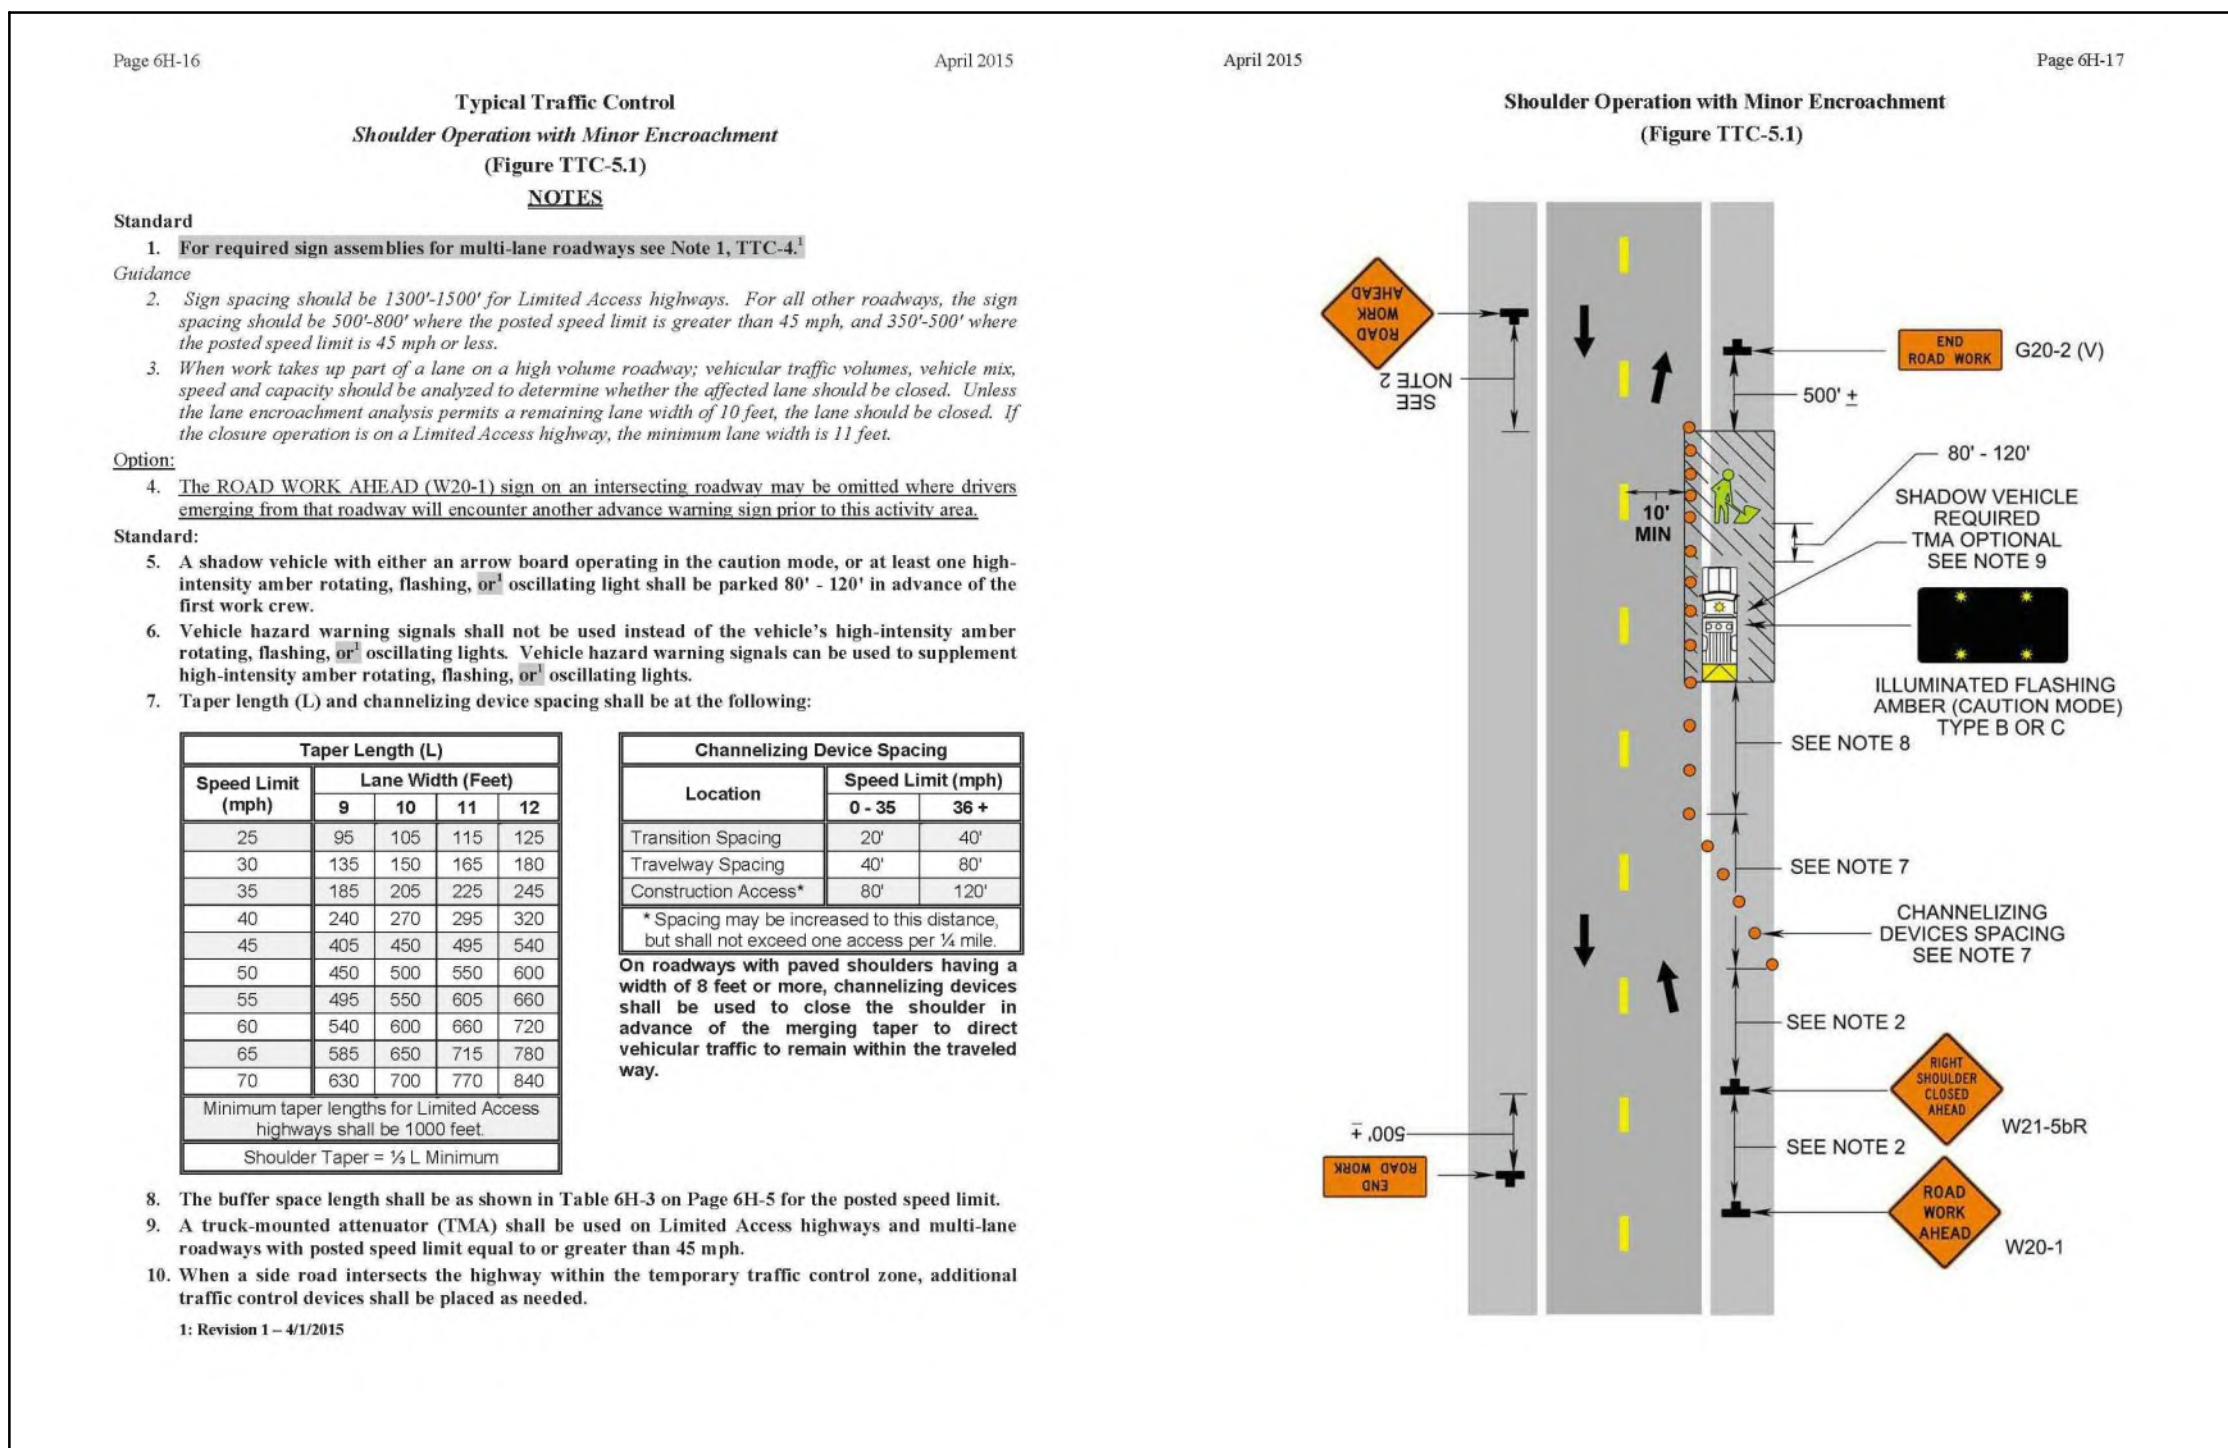 Page 6H-16
April 2015
Typical Traffic Control
Shoulder Operation with Minor Encroachment
(Figure TTC-5.1)
NOTES
Standard
1. For required sign assemblies for multi-lane roadways see Note 1, TTC-4.¹
Guidance
2. Sign spacing should be 1300'-1500' for Limited Access highways. For all other roadways, the sign
spacing should be 500'-800' where the posted speed limit is greater than 45 mph, and 350'-500' where
the posted speed limit is 45 mph or less.
3. When work takes up part of a lane on a high volume roadway; vehicular traffic volumes, vehicle mix,
speed and capacity should be analyzed to determine whether the affected lane should be closed. Unless
the lane encroachment analysis permits a remaining lane width of 10 feet, the lane should be closed. If
the closure operation is on a Limited Access highway, the minimum lane width is 11 feet.
Option:
4. The ROAD WORK AHEAD (W20-1) sign on an intersecting roadway may be omitted where drivers
emerging from that roadway will encounter another advance warning sign prior to this activity area.
Standard:
5. A shadow vehicle with either an arrow board operating in the caution mode, or at least one high-
intensity amber rotating, flashing, or¹ oscillating light shall be parked 80' - 120' in advance of the
first work crew.
6. Vehicle hazard warning signals shall not be used instead of the vehicle's high-intensity amber
rotating, flashing, or¹ oscillating lights. Vehicle hazard warning signals can be used to supplement
high-intensity amber rotating, flashing, or¹ oscillating lights.
7. Taper length (L) and channelizing device spacing shall be at the following:
Taper Length (L)
Speed Limit
(mph)
Lane Width (Feet)
9 10 11 12
25 95 105 115 125
30 135 150 165 180
35 185 205 225 245
40 240 270 295 320
45 405 450 495 540
50 450 500 550 600
55 495 550 605 660
60 540 600 660 720
65 585 650 715 780
70 630 700 770 840
Minimum taper lengths for Limited Access
highways shall be 1000 feet.
Shoulder Taper = ⅓ L Minimum
Channelizing Device Spacing
Location
Speed Limit (mph)
0 - 35 36 +
Transition Spacing 20' 40'
Travelway Spacing 40' 80'
Construction Access* 80' 120'
* Spacing may be increased to this distance,
but shall not exceed one access per ¼ mile.
On roadways with paved shoulders having a
width of 8 feet or more, channelizing devices
shall be used to close the shoulder in
advance of the merging taper to direct
vehicular traffic to remain within the traveled
way.
8. The buffer space length shall be as shown in Table 6H-3 on Page 6H-5 for the posted speed limit.
9. A truck-mounted attenuator (TMA) shall be used on Limited Access highways and multi-lane
roadways with posted speed limit equal to or greater than 45 mph.
10. When a side road intersects the highway within the temporary traffic control zone, additional
traffic control devices shall be placed as needed.
1: Revision 1 – 4/1/2015
April 2015
Page 6H-17
Shoulder Operation with Minor Encroachment
(Figure TTC-5.1)
ROAD
WORK
AHEAD
SEE
NOTE 2
END
ROAD WORK
G20-2 (V)
500' ±
80' - 120'
SHADOW VEHICLE
REQUIRED
TMA OPTIONAL
SEE NOTE 9
10'
MIN
ILLUMINATED FLASHING
AMBER (CAUTION MODE)
TYPE B OR C
SEE NOTE 8
SEE NOTE 7
CHANNELIZING
DEVICES SPACING
SEE NOTE 7
SEE NOTE 2
RIGHT
SHOULDER
CLOSED
AHEAD
W21-5bR
SEE NOTE 2
500' ±
END
ROAD WORK
ROAD
WORK
AHEAD
W20-1